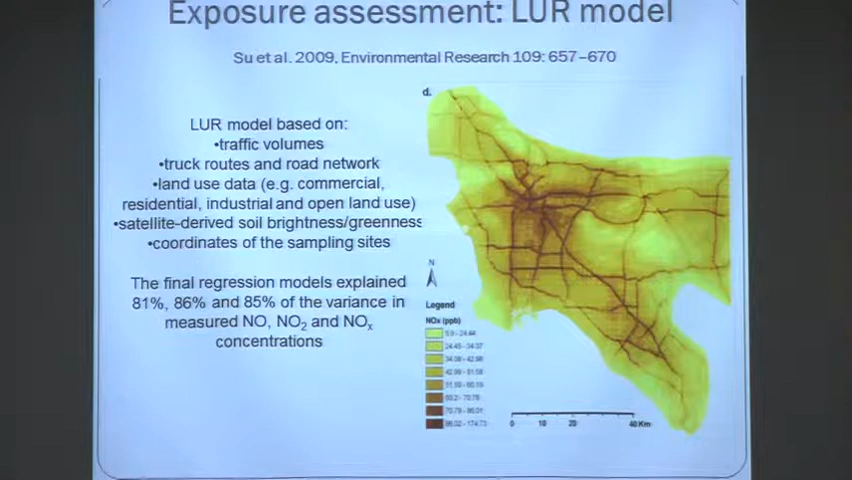 Exposure assessment: LUR model
Su et al. 2009, Environmental Research 109: 657–670
LUR model based on:
•traffic volumes
•truck routes and road network
•land use data (e.g. commercial,
residential, industrial and open land use)
•satellite-derived soil brightness/greenness
•coordinates of the sampling sites
The final regression models explained
81%, 86% and 85% of the variance in
measured NO, NO₂ and NOₓ
concentrations
d.
N
Legend
NOx (ppb)
0 10 20 40 Km